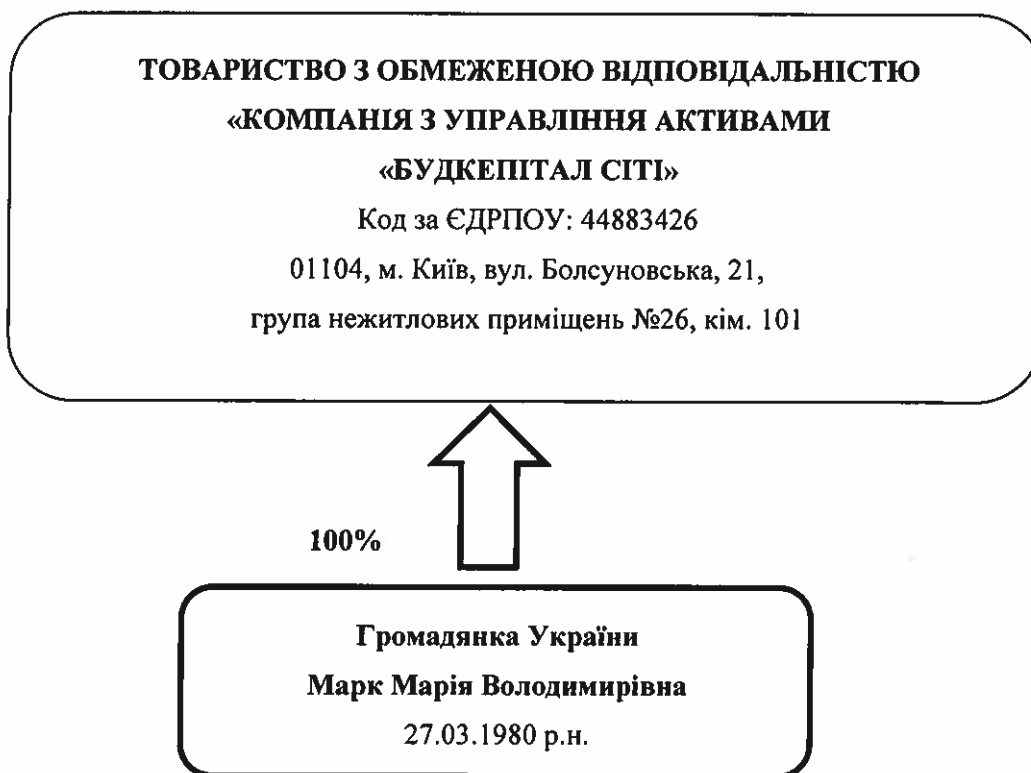 ТОВАРИСТВО З ОБМЕЖЕНОЮ ВІДПОВІДАЛЬНІСТЮ
«КОМПАНІЯ З УПРАВЛІННЯ АКТИВАМИ
«БУДКЕПІТАЛ СІТІ»
Код за ЄДРПОУ: 44883426
01104, м. Київ, вул. Болсуновська, 21,
група нежитлових приміщень №26, кім. 101
100%
Громадянка України
Марк Марія Володимирівна
27.03.1980 р.н.